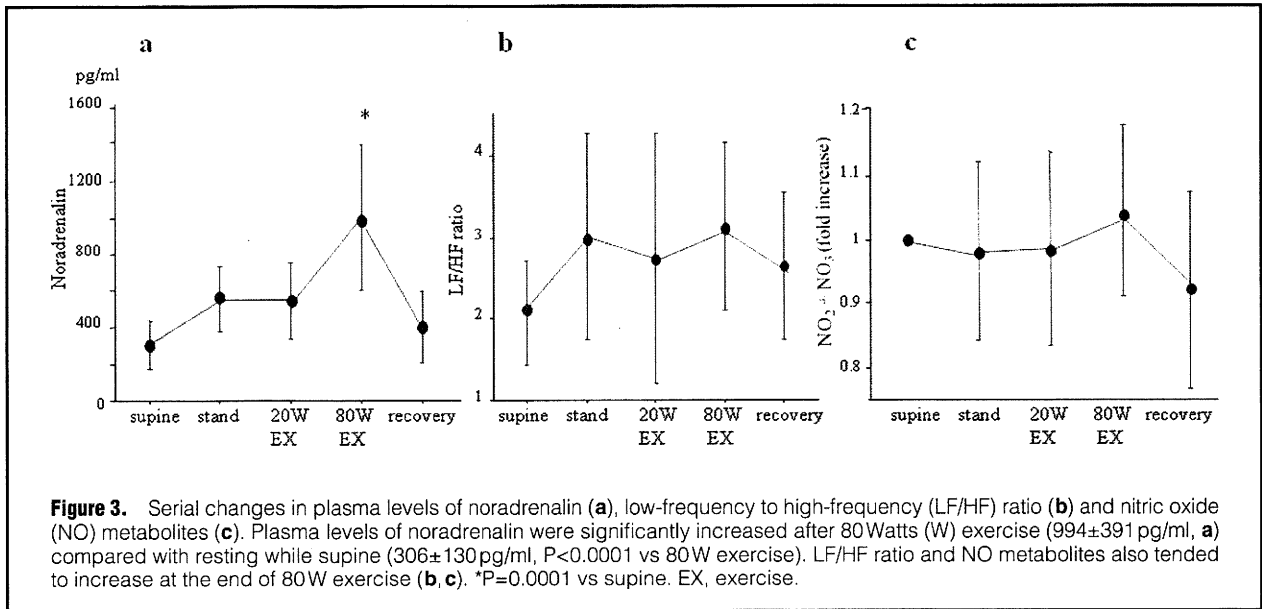 a
b
c
pg/ml
1600
1200
800
400
0
Noradrenalin
supine stand 20W 80W recovery
EX EX
4
3
2
1
LF/HF ratio
supine stand 20W 80W recovery
EX EX
1.2
1.1
1
0.9
0.8
NO2 + NO3 (fold increase)
supine stand 20W 80W recovery
EX EX
*
Figure 3. Serial changes in plasma levels of noradrenalin (a), low-frequency to high-frequency (LF/HF) ratio (b) and nitric oxide
(NO) metabolites (c). Plasma levels of noradrenalin were significantly increased after 80 Watts (W) exercise (994±391 pg/ml, a)
compared with resting while supine (306±130 pg/ml, P<0.0001 vs 80 W exercise). LF/HF ratio and NO metabolites also tended
to increase at the end of 80 W exercise (b, c). *P=0.0001 vs supine. EX, exercise.